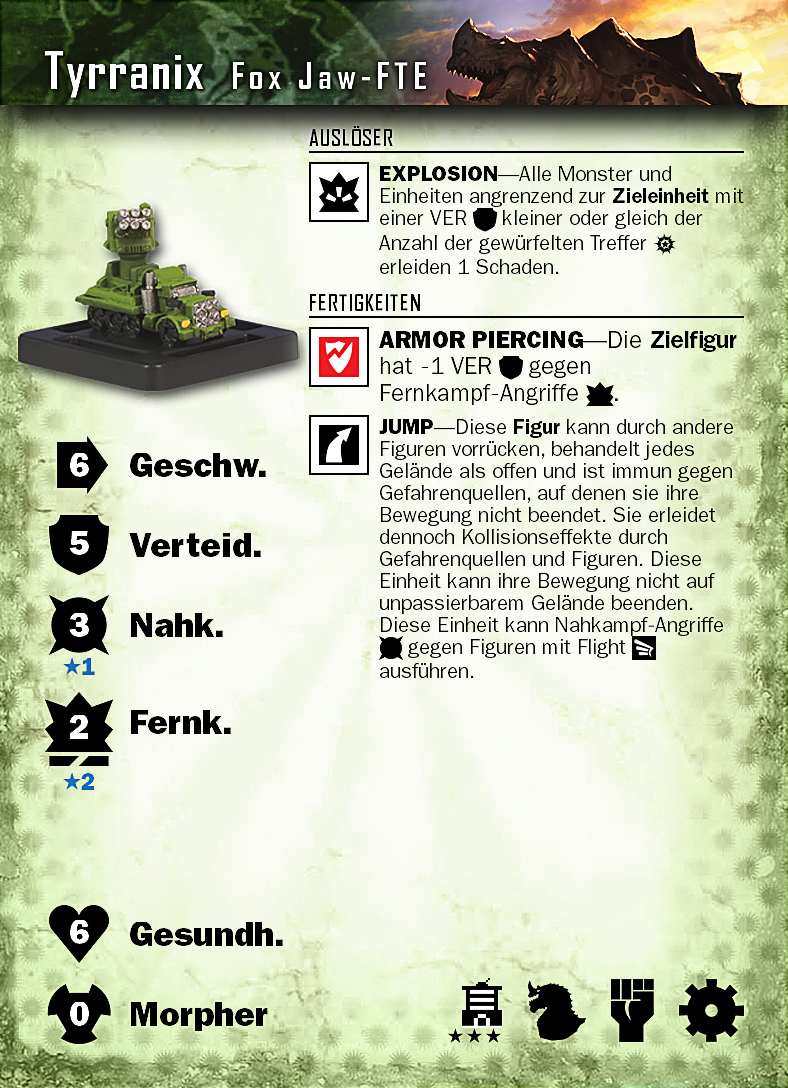 Tyrranix Fox Jaw-FTE
AUSLÖSER
EXPLOSION—Alle Monster und
Einheiten angrenzend zur Zieleinheit mit
einer VER kleiner oder gleich der
Anzahl der gewürfelten Treffer
erleiden 1 Schaden.
FERTIGKEITEN
ARMOR PIERCING—Die Zielfigur
hat -1 VER gegen
Fernkampf-Angriffe .
JUMP—Diese Figur kann durch andere
Figuren vorrücken, behandelt jedes
Gelände als offen und ist immun gegen
Gefahrenquellen, auf denen sie ihre
Bewegung nicht beendet. Sie erleidet
dennoch Kollisionseffekte durch
Gefahrenquellen und Figuren. Diese
Einheit kann ihre Bewegung nicht auf
unpassierbarem Gelände beenden.
Diese Einheit kann Nahkampf-Angriffe
gegen Figuren mit Flight
ausführen.
6 Geschw.
5 Verteid.
3 Nahk.
★1
2 Fernk.
★2
6 Gesundh.
0 Morpher
★★★